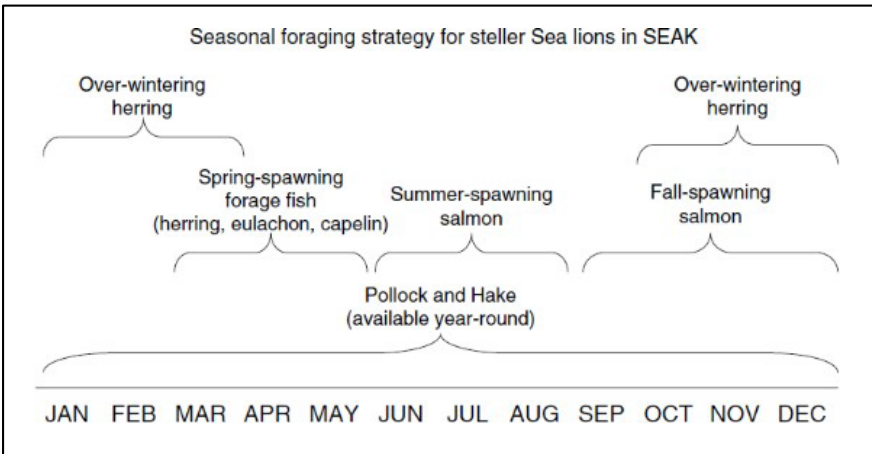 Seasonal foraging strategy for steller Sea lions in SEAK
Over-wintering
herring
Over-wintering
herring
Spring-spawning
forage fish
(herring, eulachon, capelin)
Summer-spawning
salmon
Fall-spawning
salmon
Pollock and Hake
(available year-round)
JAN FEB MAR APR MAY JUN JUL AUG SEP OCT NOV DEC